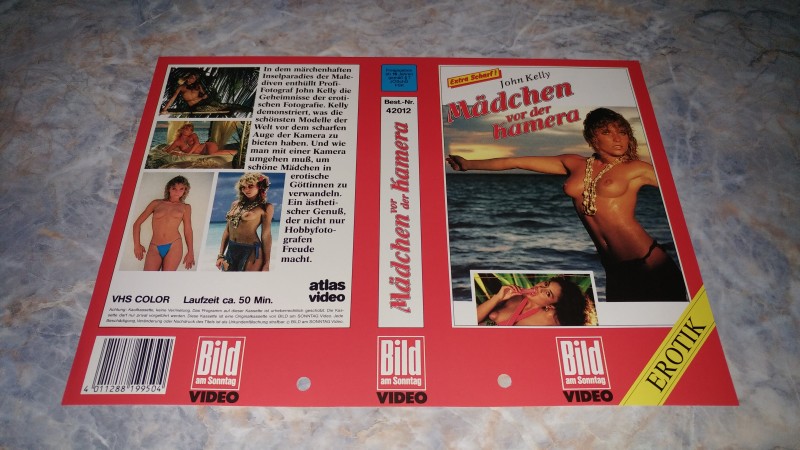 In dem märchenhaften
Inselparadies der Male-
diven enthüllt Profi-
Fotograf John Kelly die
Geheimnisse der eroti-
schen Fotografie. Kelly
demonstriert, was die
schönsten Modelle der
Welt vor dem scharfen
Auge der Kamera zu
bieten haben. Und wie
man mit einer Kamera
umgehen muß, um
schöne Mädchen in
erotische
Göttinnen zu
verwandeln.
Ein ästheti-
scher Genuß,
der nicht nur
Hobbyfoto-
grafen
Freude
macht.
atlas
video
VHS COLOR Laufzeit ca. 50 Min.
4 011288 199504
Bild
am Sonntag
VIDEO
Best.-Nr.
42012
Mädchen vor der Kamera
Bild
am Sonntag
VIDEO
Extra Scharf!
John Kelly
Mädchen
vor der
Kamera
Bild
am Sonntag
VIDEO
EROTIK